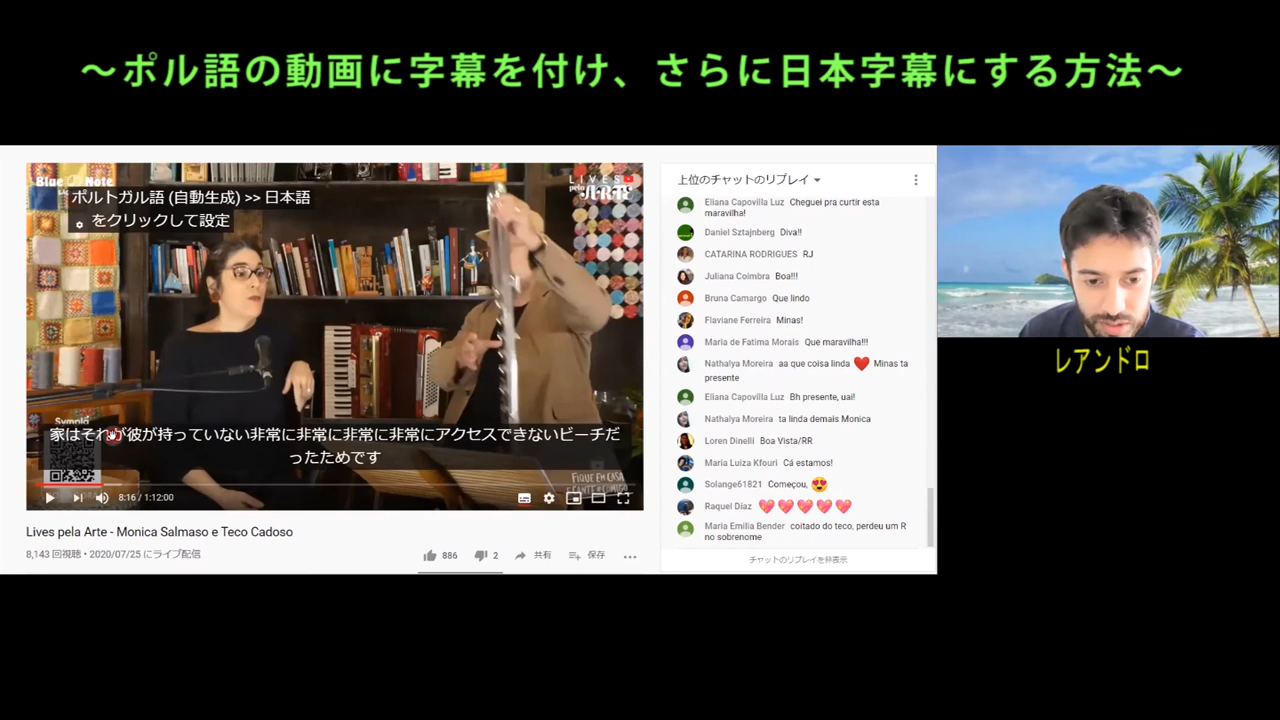 ～ポル語の動画に字幕を付け、さらに日本字幕にする方法～
Blue Note
LIVES
pela ARTE
ポルトガル語 (自動生成) >> 日本語
をクリックして設定
Sympla
家はそれが彼が持っていない非常に非常に非常に非常にアクセスできないビーチだ
ったためです
FIQUE EM CASA
E CANTE COMIGO
8:16 / 1:12:00
Lives pela Arte - Monica Salmaso e Teco Cadoso
8,143 回視聴・2020/07/25 にライブ配信
886
2
共有
保存
上位のチャットのリプレイ
Eliana Capovilla Luz Cheguei pra curtir esta
maravilha!
Daniel Sztajnberg Diva!!
CATARINA RODRIGUES RJ
Juliana Coimbra Boa!!!
Bruna Camargo Que lindo
Flaviane Ferreira Minas!
Maria de Fatima Morais Que maravilha!!!
Nathalya Moreira aa que coisa linda ❤️ Minas ta
presente
Eliana Capovilla Luz Bh presente, uai!
Nathalya Moreira ta linda demais Monica
Loren Dinelli Boa Vista/RR
Maria Luiza Kfouri Cá estamos!
Solange61821 Começou, 😍
Raquel Diaz 💖💖💖💖💖
Maria Emilia Bender coitado do teco, perdeu um R
no sobrenome
チャットのリプレイを非表示
レアンドロ